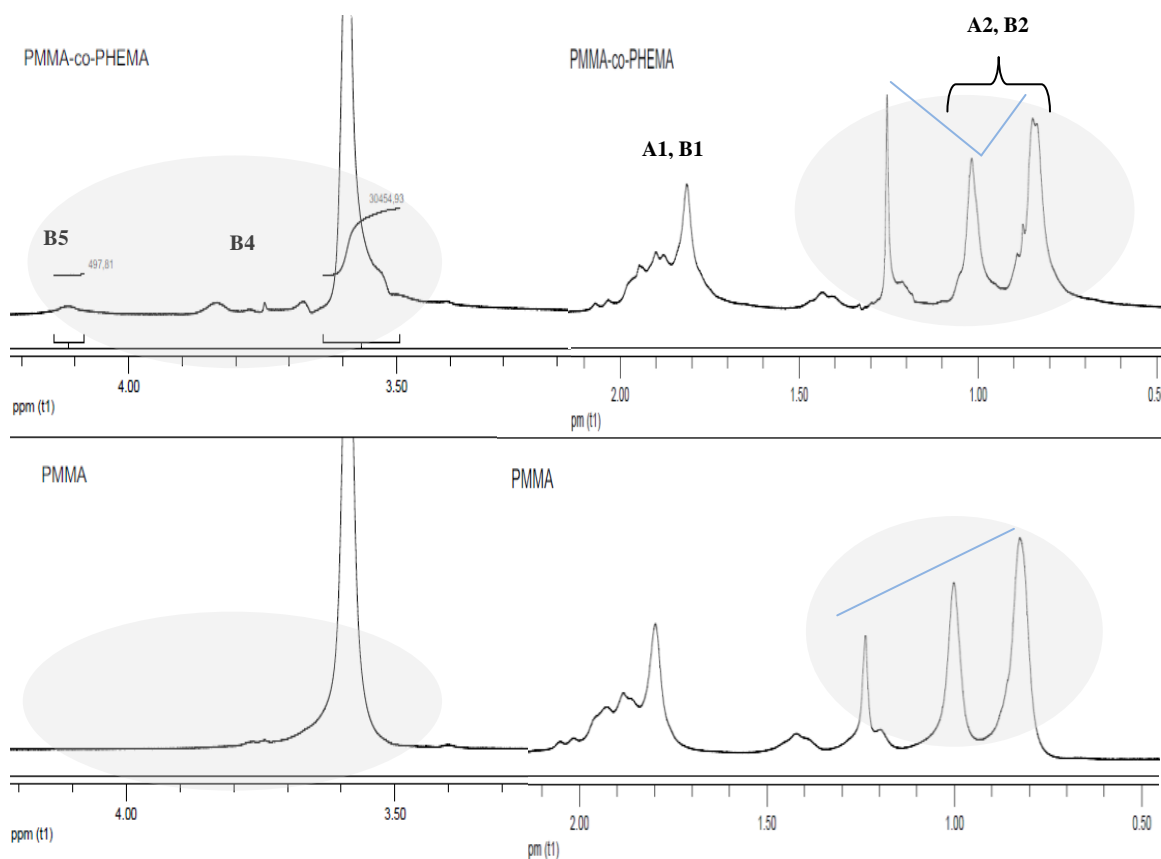 A2, B2
PMMA-co-PHEMA
PMMA-co-PHEMA
A1, B1
30454,93
B5
B4
497,81
4.00
3.50
ppm (t1)
2.00
1.50
1.00
0.50
pm (t1)
PMMA
PMMA
4.00
3.50
ppm (t1)
2.00
1.50
1.00
0.50
pm (t1)